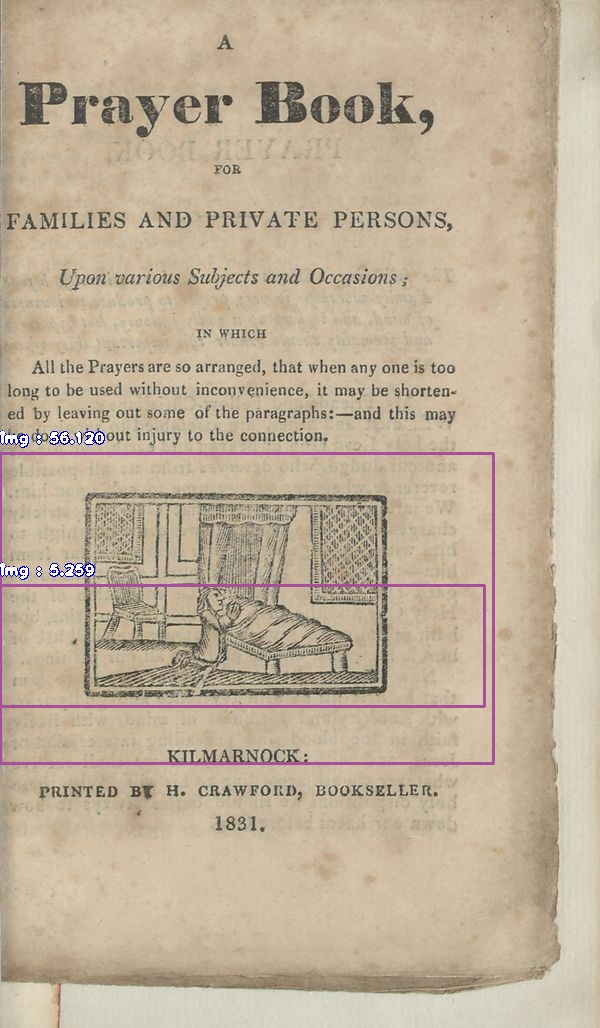 A
Prayer Book,
FOR
FAMILIES AND PRIVATE PERSONS,
Upon various Subjects and Occasions;
IN WHICH
All the Prayers are so arranged, that when any one is too
long to be used without inconvenience, it may be shorten-
ed by leaving out some of the paragraphs:—and this may
out injury to the connection.
Img : 56.120
Img : 5.259
KILMARNOCK:
PRINTED BY H. CRAWFORD, BOOKSELLER.
1831.